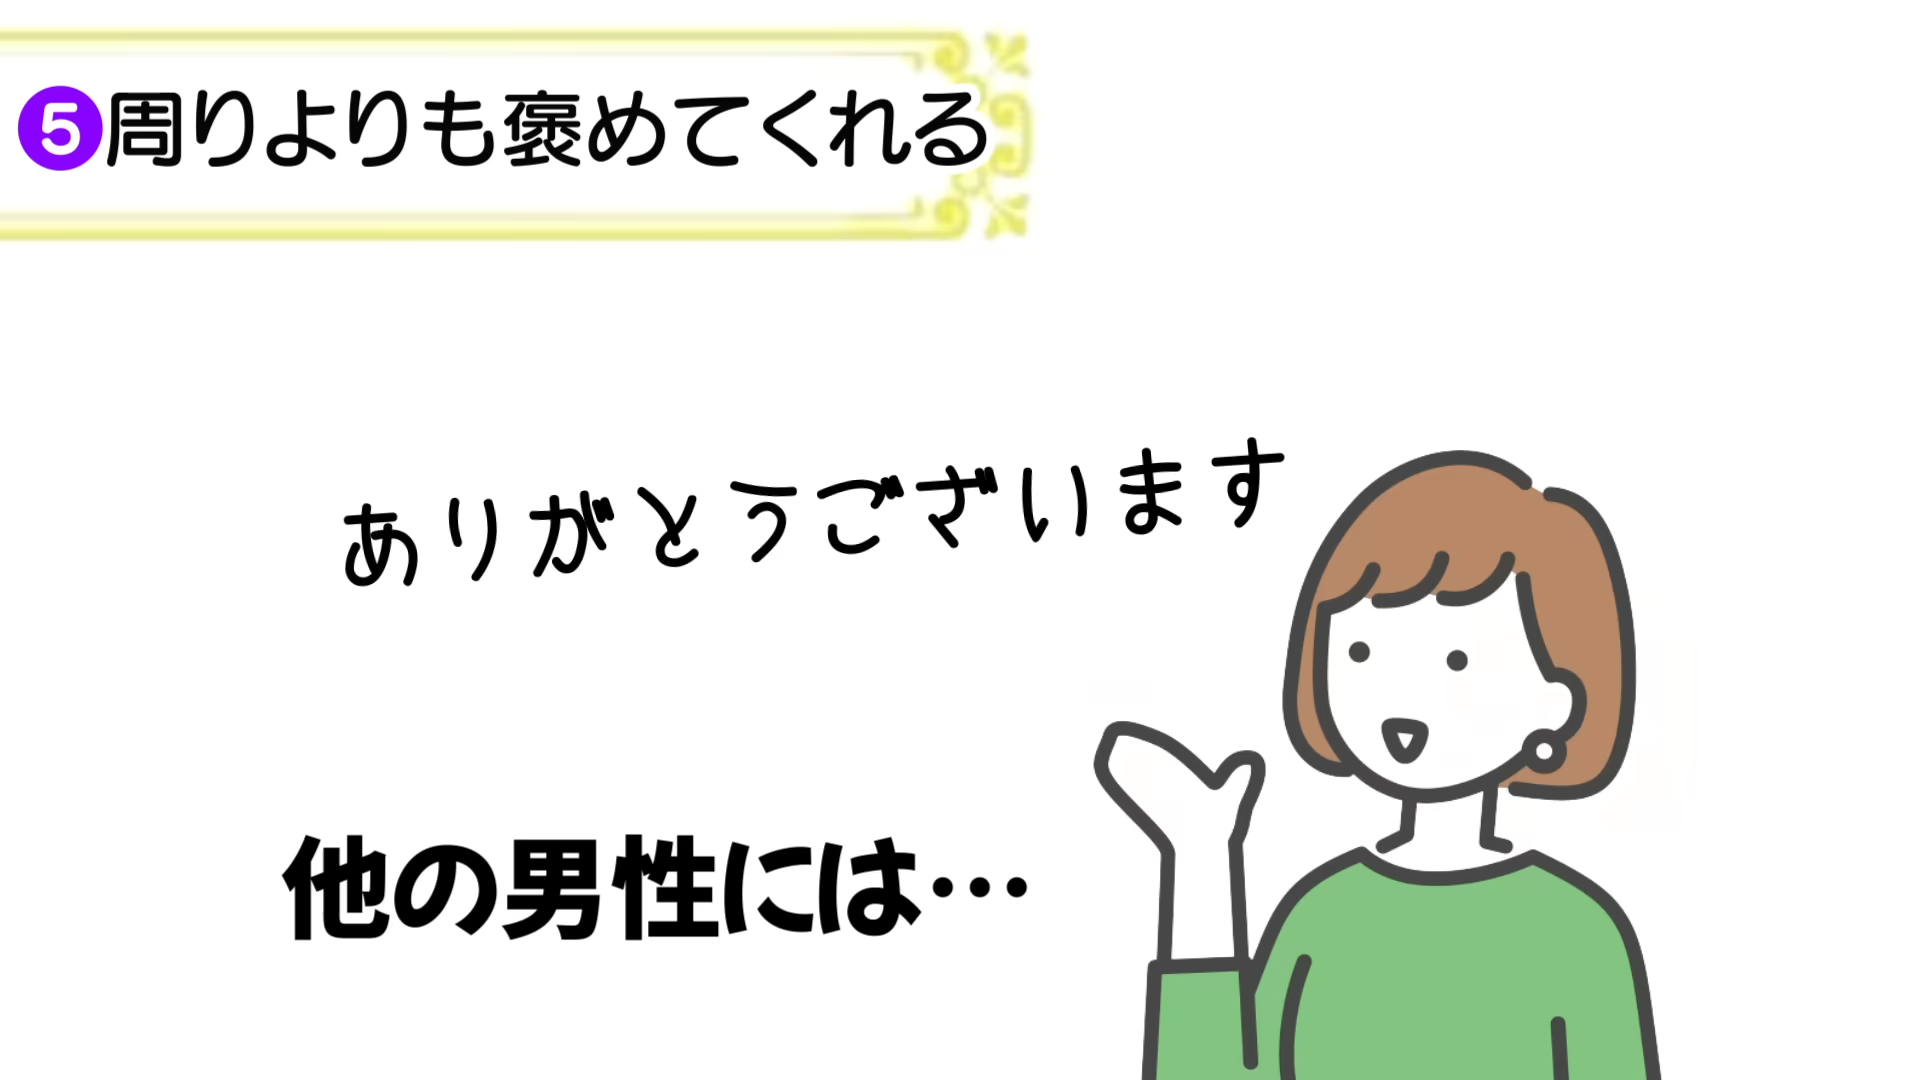 ❺周りよりも褒めてくれる
ありがとうございます
他の男性には…